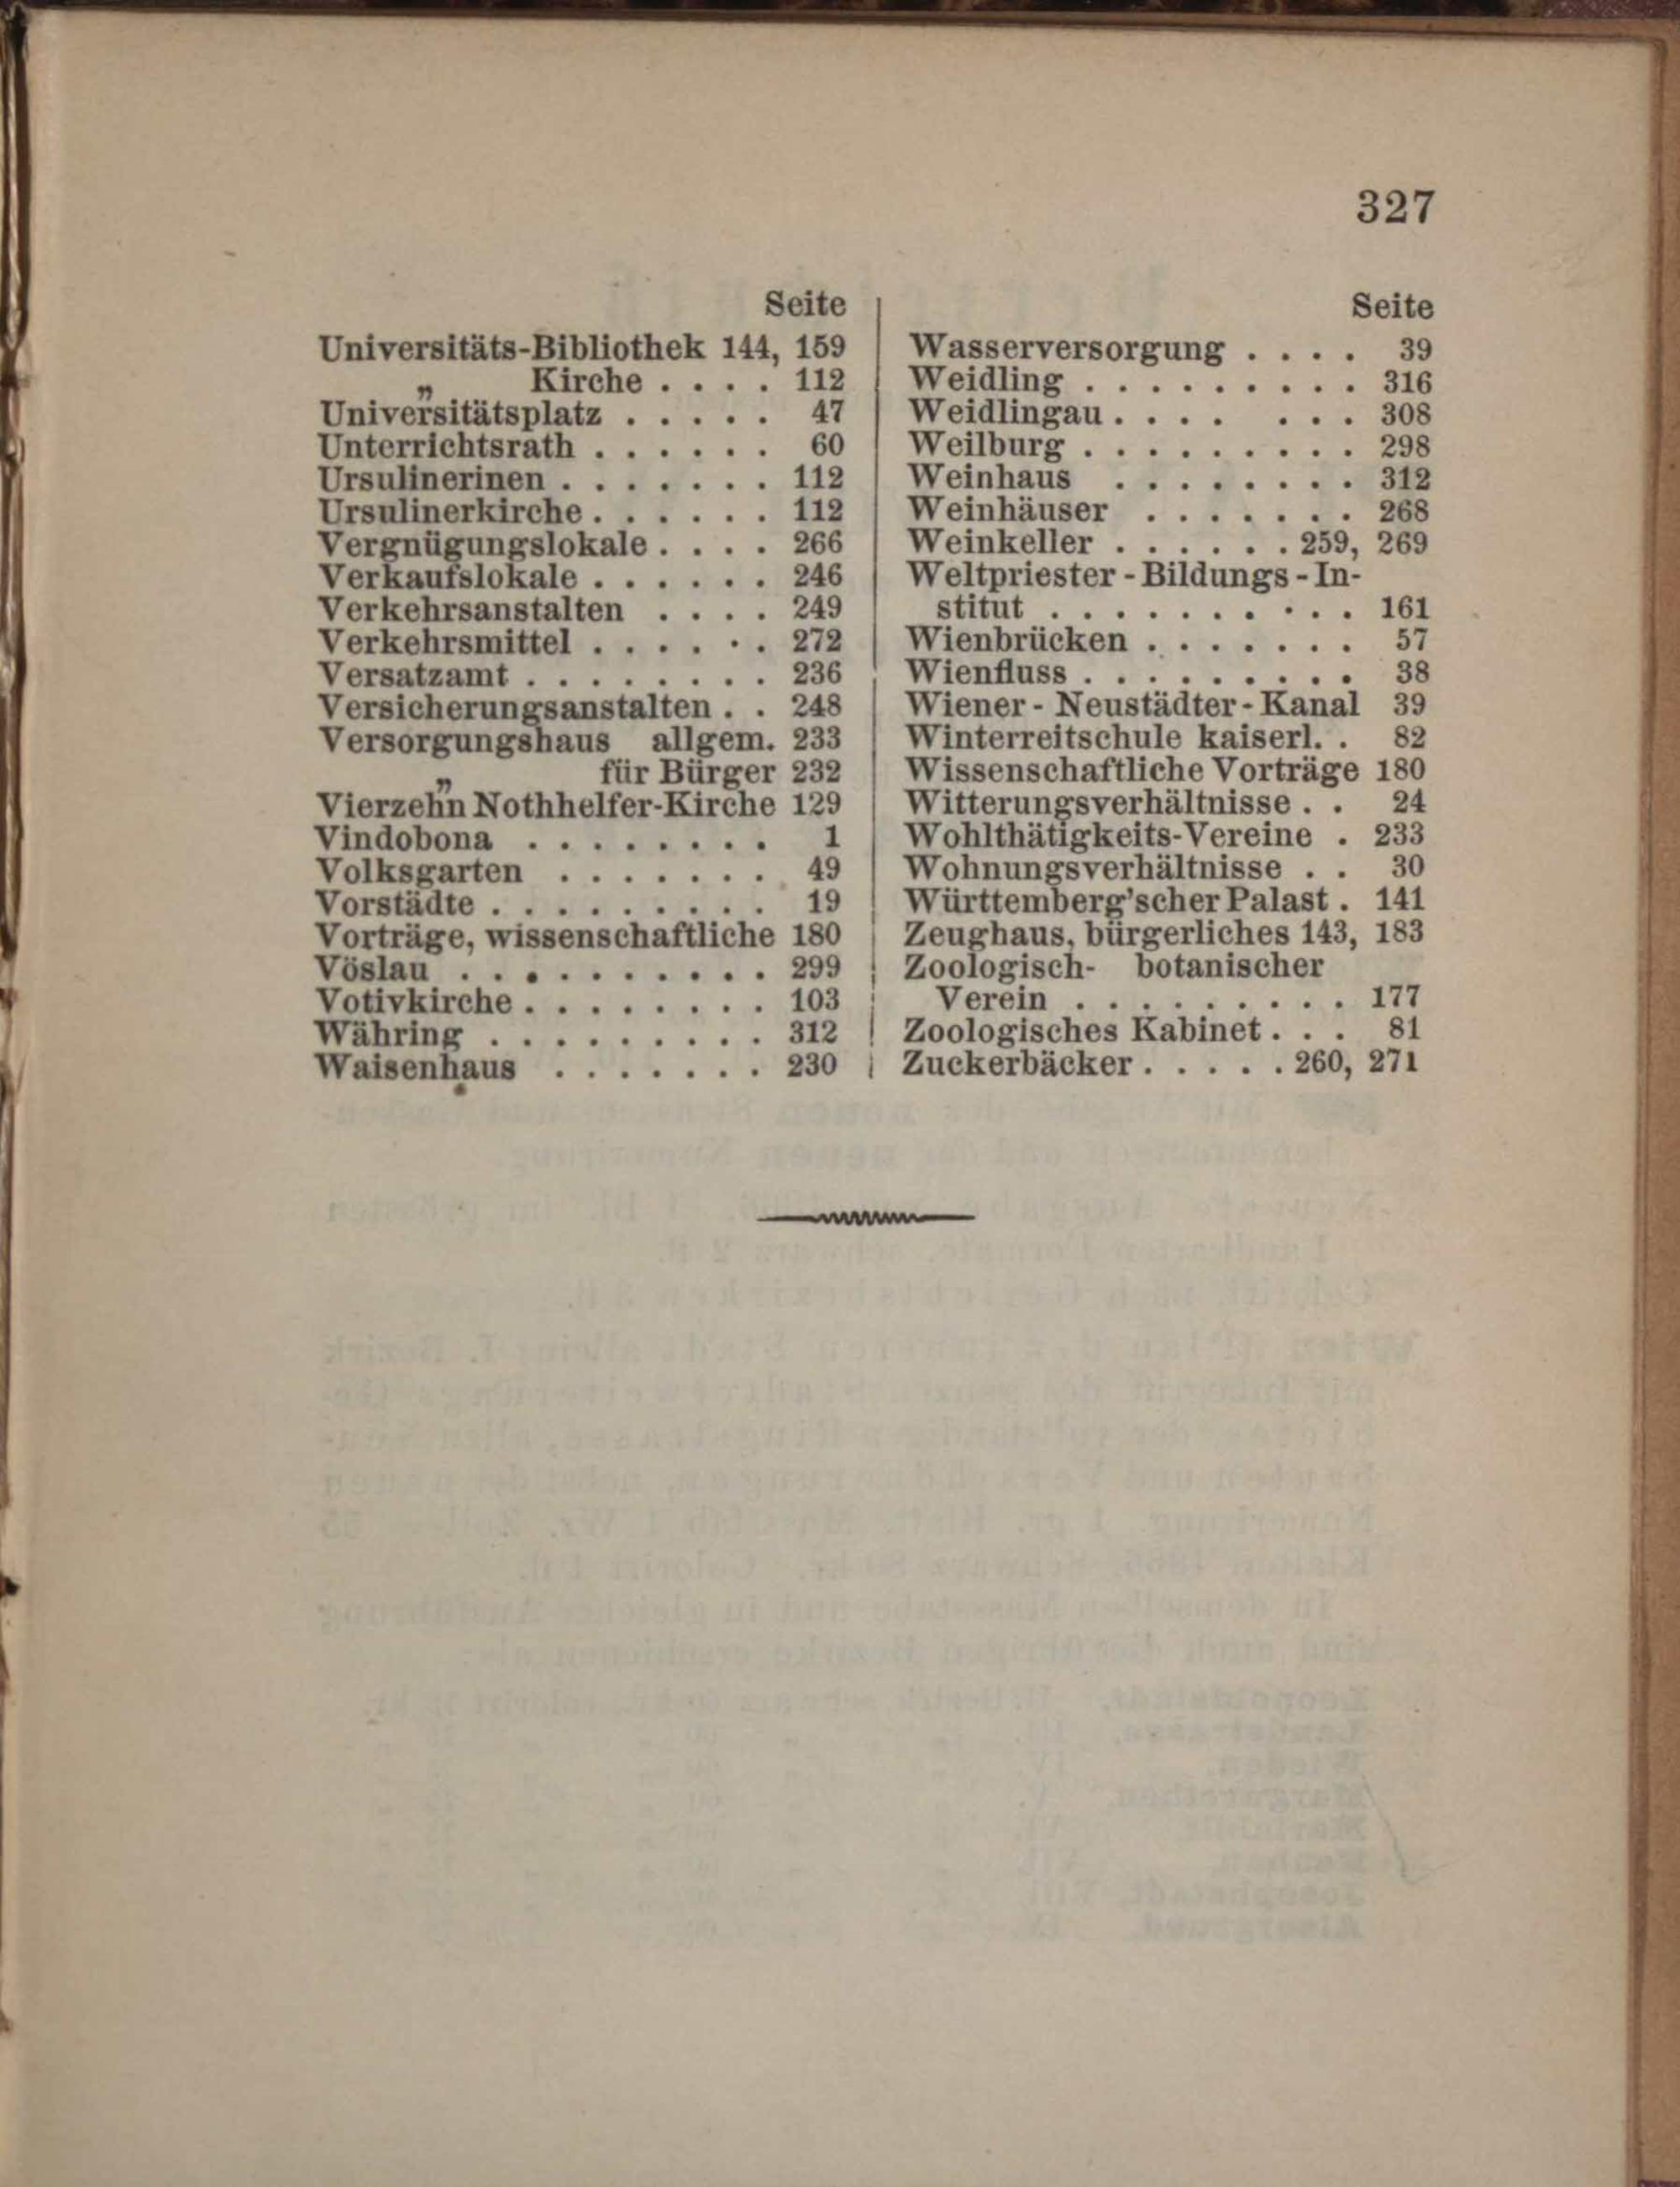 327
Seite
Universitäts-Bibliothek 144, 159
„ Kirche . . . . 112
Universitätsplatz . . . . . 47
Unterrichtsrath . . . . . . 60
Ursulinerinen . . . . . . . 112
Ursulinerkirche . . . . . . 112
Vergnügungslokale . . . . 266
Verkaufslokale . . . . . . 246
Verkehrsanstalten . . . . 249
Verkehrsmittel . . . . . . 272
Versatzamt . . . . . . . . 236
Versicherungsanstalten . . 248
Versorgungshaus allgem. 233
„ für Bürger 232
Vierzehn Nothhelfer-Kirche 129
Vindobona . . . . . . . . 1
Volksgarten . . . . . . . 49
Vorstädte . . . . . . . . . 19
Vorträge, wissenschaftliche 180
Vöslau . . . . . . . . . . 299
Votivkirche . . . . . . . . 103
Währing . . . . . . . . . 312
Waisenhaus . . . . . . . 230
Seite
Wasserversorgung . . . . 39
Weidling . . . . . . . . . 316
Weidlingau . . . . . . . 308
Weilburg . . . . . . . . . 298
Weinhaus . . . . . . . . 312
Weinhäuser . . . . . . . 268
Weinkeller . . . . . . 259, 269
Weltpriester-Bildungs-In-
stitut . . . . . . . . . . 161
Wienbrücken . . . . . . . 57
Wienfluss . . . . . . . . . 38
Wiener-Neustädter-Kanal 39
Winterreitschule kaiserl. . 82
Wissenschaftliche Vorträge 180
Witterungsverhältnisse . . 24
Wohlthätigkeits-Vereine . 233
Wohnungsverhältnisse . . 30
Württemberg'scher Palast . 141
Zeughaus, bürgerliches 143, 183
Zoologisch- botanischer
Verein . . . . . . . . . 177
Zoologisches Kabinet . . . 81
Zuckerbäcker . . . . . 260, 271